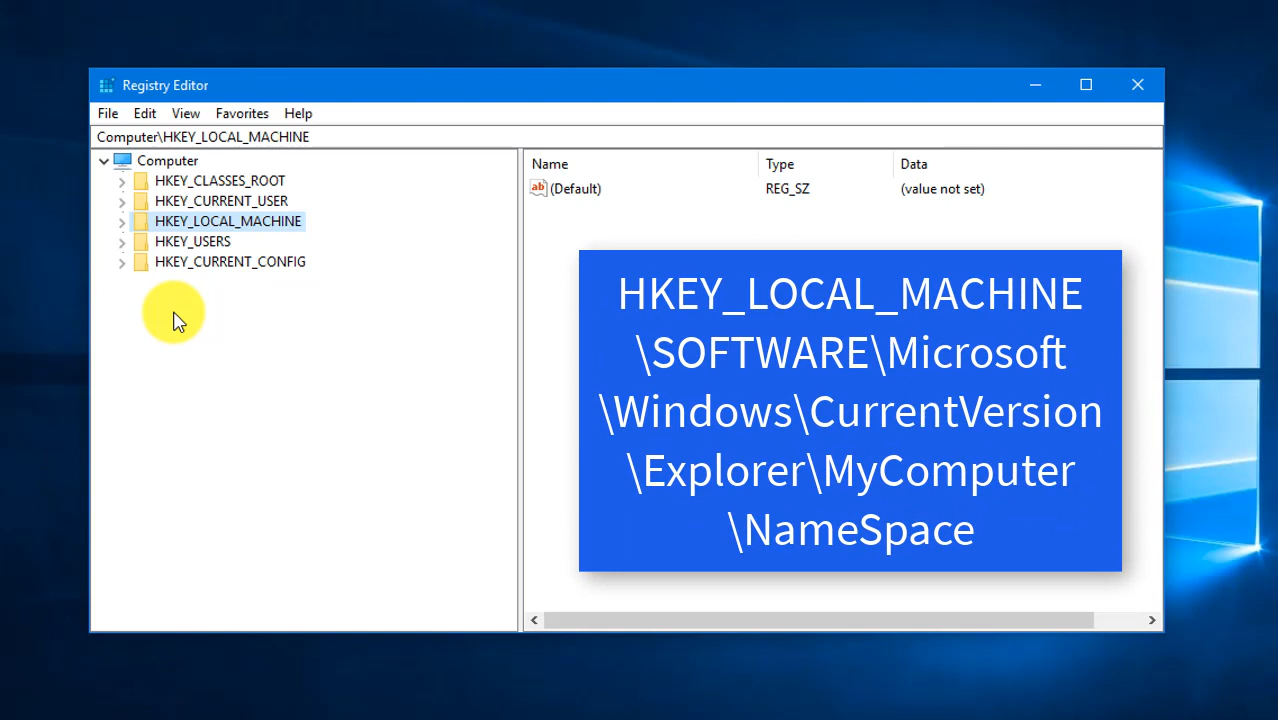 Registry Editor
File Edit View Favorites Help
Computer\HKEY_LOCAL_MACHINE
Computer
HKEY_CLASSES_ROOT
HKEY_CURRENT_USER
HKEY_LOCAL_MACHINE
HKEY_USERS
HKEY_CURRENT_CONFIG
Name Type Data
ab (Default) REG_SZ (value not set)
HKEY_LOCAL_MACHINE
\SOFTWARE\Microsoft
\Windows\CurrentVersion
\Explorer\MyComputer
\NameSpace